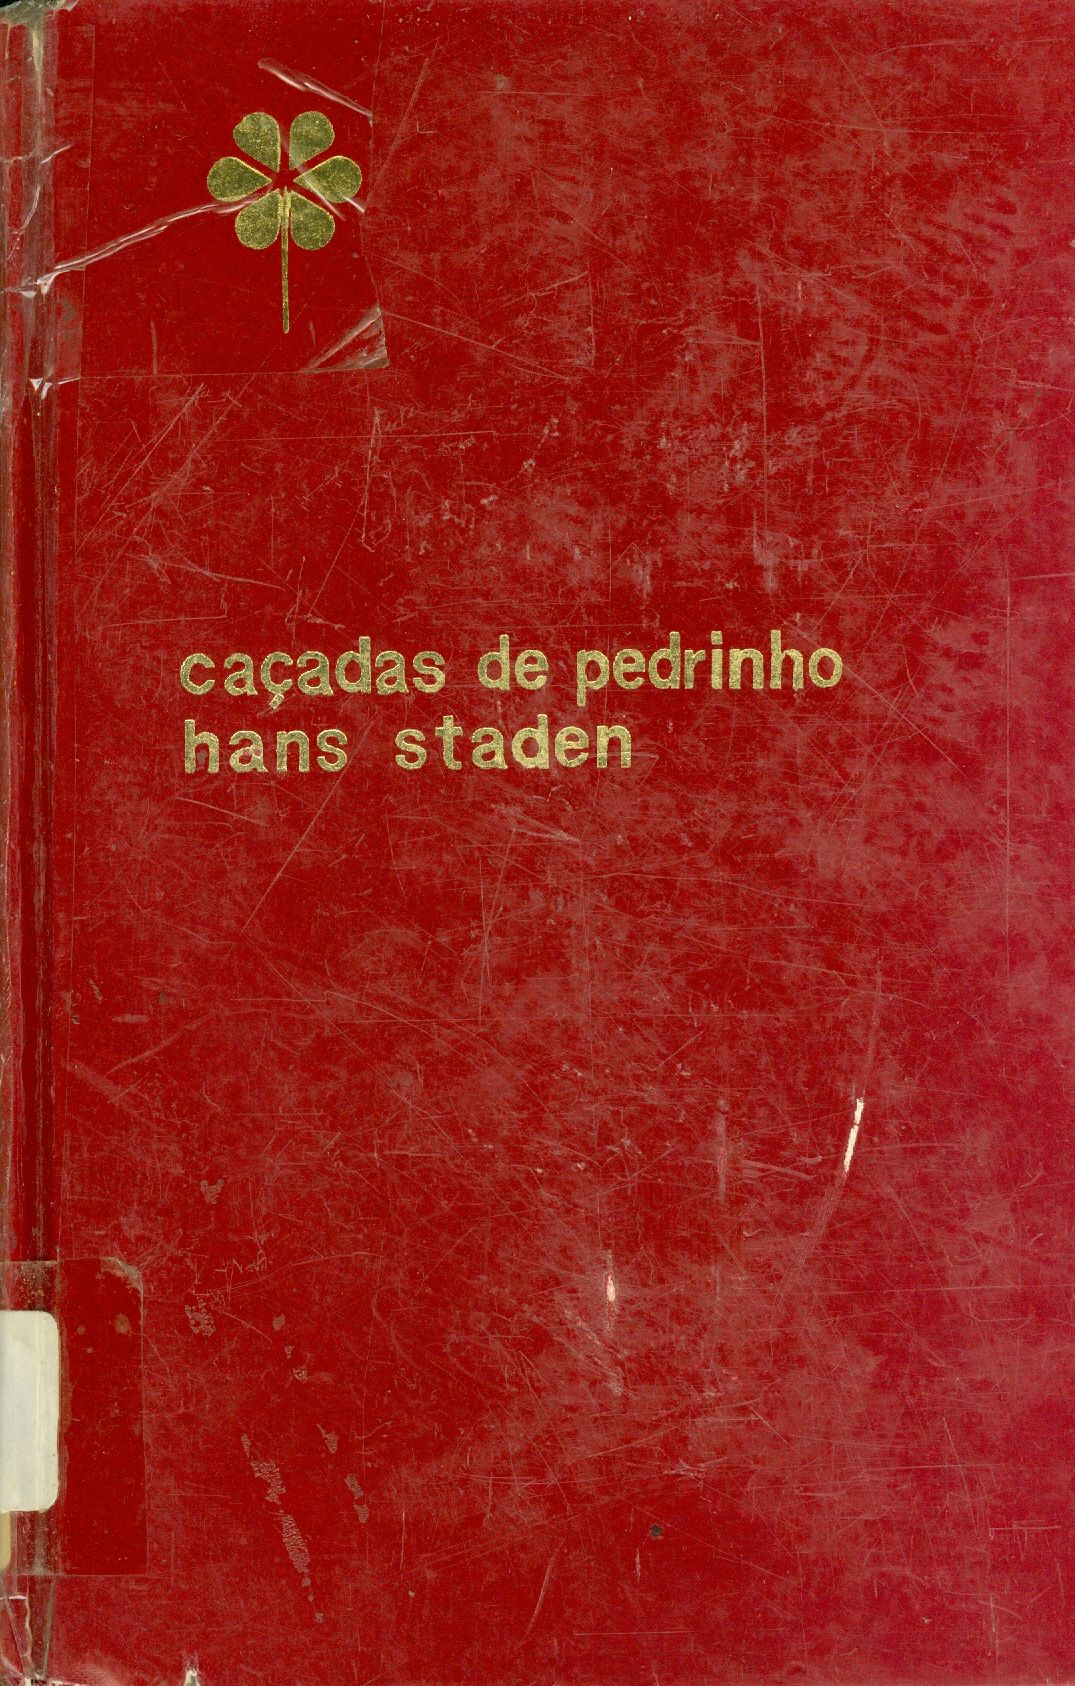 caçadas de pedrinho
hans staden